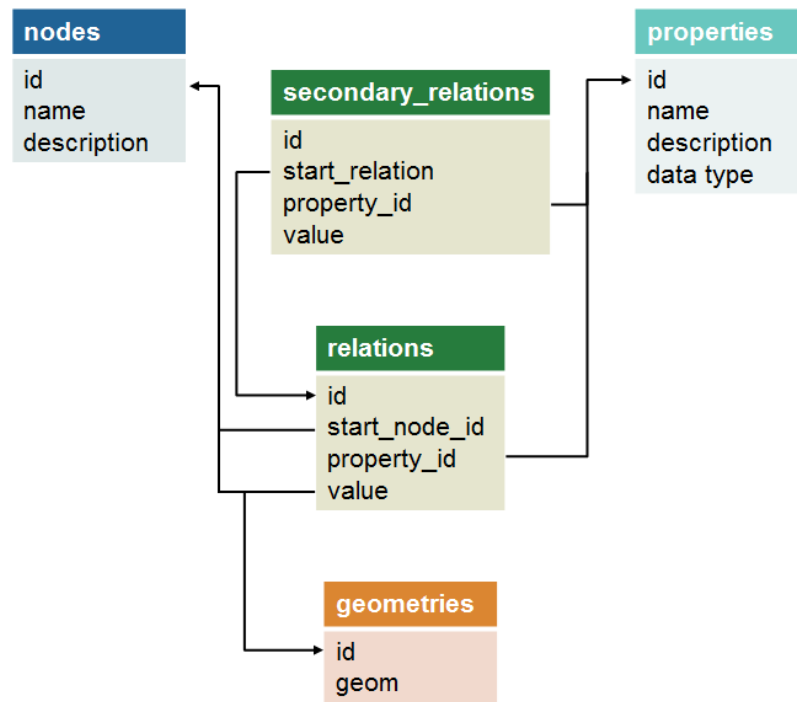 nodes
id
name
description
properties
id
name
description
data type
secondary_relations
id
start_relation
property_id
value
relations
id
start_node_id
property_id
value
geometries
id
geom